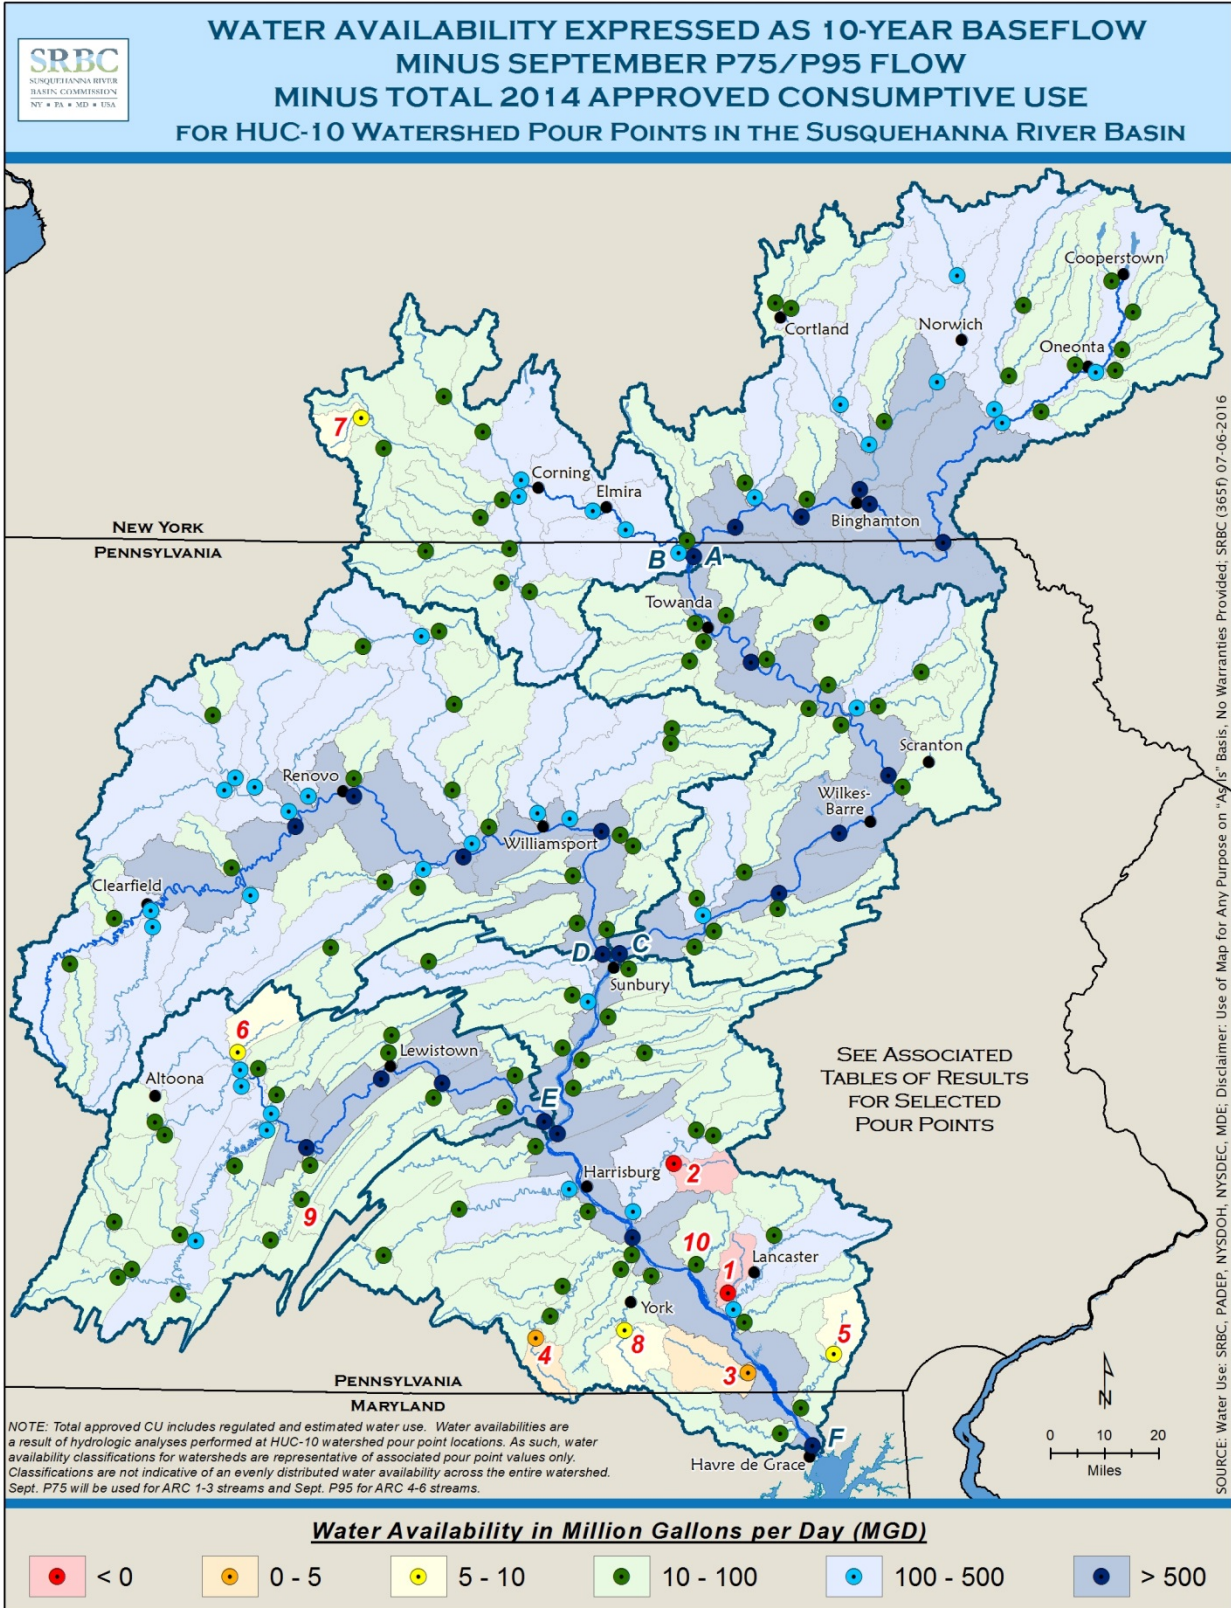 WATER AVAILABILITY EXPRESSED AS 10-YEAR BASEFLOW
MINUS SEPTEMBER P75/P95 FLOW
MINUS TOTAL 2014 APPROVED CONSUMPTIVE USE
FOR HUC-10 WATERSHED POUR POINTS IN THE SUSQUEHANNA RIVER BASIN
SRBC
SUSQUEHANNA RIVER
BASIN COMMISSION
NY ▪ PA ▪ MD ▪ USA
Cooperstown
Cortland
Norwich
Oneonta
7
Corning
Elmira
Binghamton
NEW YORK
PENNSYLVANIA
B
A
Towanda
Scranton
Renovo
Wilkes-
Barre
Williamsport
Clearfield
D
C
Sunbury
6
Lewistown
Altoona
SEE ASSOCIATED
TABLES OF RESULTS
FOR SELECTED
POUR POINTS
E
Harrisburg
2
9
10
1
Lancaster
York
8
4
5
3
PENNSYLVANIA
MARYLAND
N
F
Havre de Grace
0 10 20
Miles
NOTE: Total approved CU includes regulated and estimated water use. Water availabilities are
a result of hydrologic analyses performed at HUC-10 watershed pour point locations. As such, water
availability classifications for watersheds are representative of associated pour point values only.
Classifications are not indicative of an evenly distributed water availability across the entire watershed.
Sept. P75 will be used for ARC 1-3 streams and Sept. P95 for ARC 4-6 streams.
SOURCE: Water Use: SRBC, PADEP, NYSDOH, NYSDEC, MDE; Disclaimer: Use of Map for Any Purpose on "As Is" Basis, No Warranties Provided; SRBC (365f) 07-06-2016
Water Availability in Million Gallons per Day (MGD)
< 0
0 - 5
5 - 10
10 - 100
100 - 500
> 500